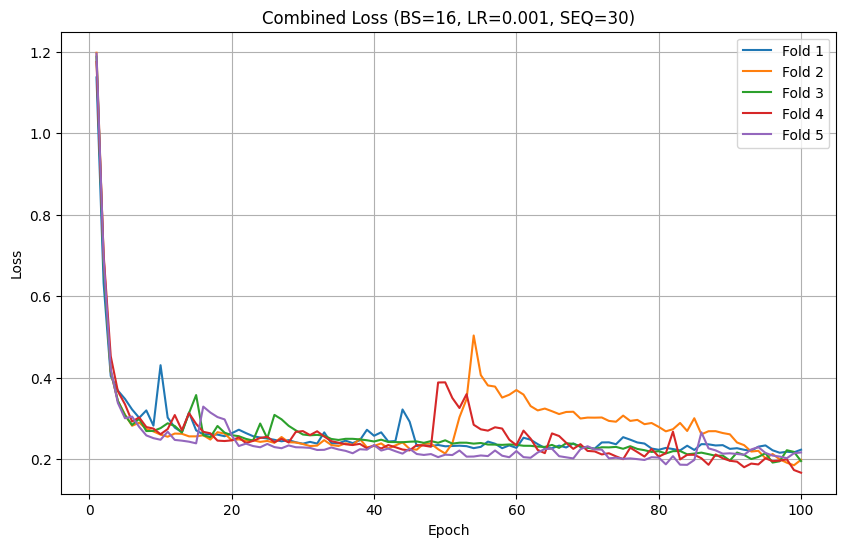 Combined Loss (BS=16, LR=0.001, SEQ=30)
Fold 1
Fold 2
Fold 3
Fold 4
Fold 5
Loss
1.2
1.0
0.8
0.6
0.4
0.2
0
20
40
60
80
100
Epoch